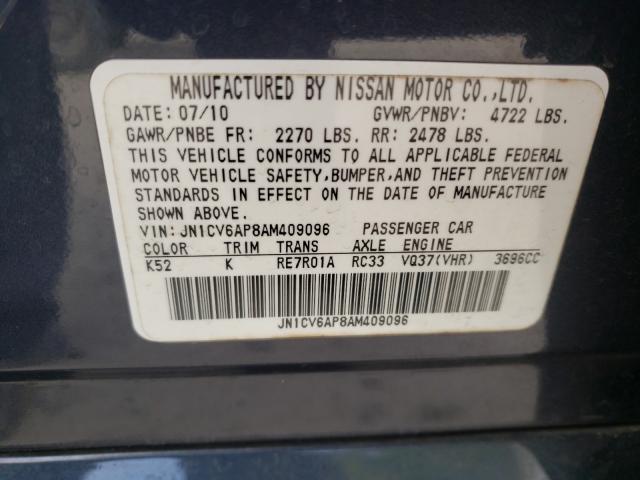 MANUFACTURED BY NISSAN MOTOR CO.,LTD.
DATE: 07/10 GVWR/PNBV: 4722 LBS.
GAWR/PNBE FR: 2270 LBS. RR: 2478 LBS.
THIS VEHICLE CONFORMS TO ALL APPLICABLE FEDERAL
MOTOR VEHICLE SAFETY, BUMPER, AND THEFT PREVENTION
STANDARDS IN EFFECT ON THE DATE OF MANUFACTURE
SHOWN ABOVE.
VIN: JN1CV6AP8AM409096 PASSENGER CAR
COLOR TRIM TRANS AXLE ENGINE
K52 K RE7R01A RC33 VQ37(VHR) 3696CC
JN1CV6AP8AM409096